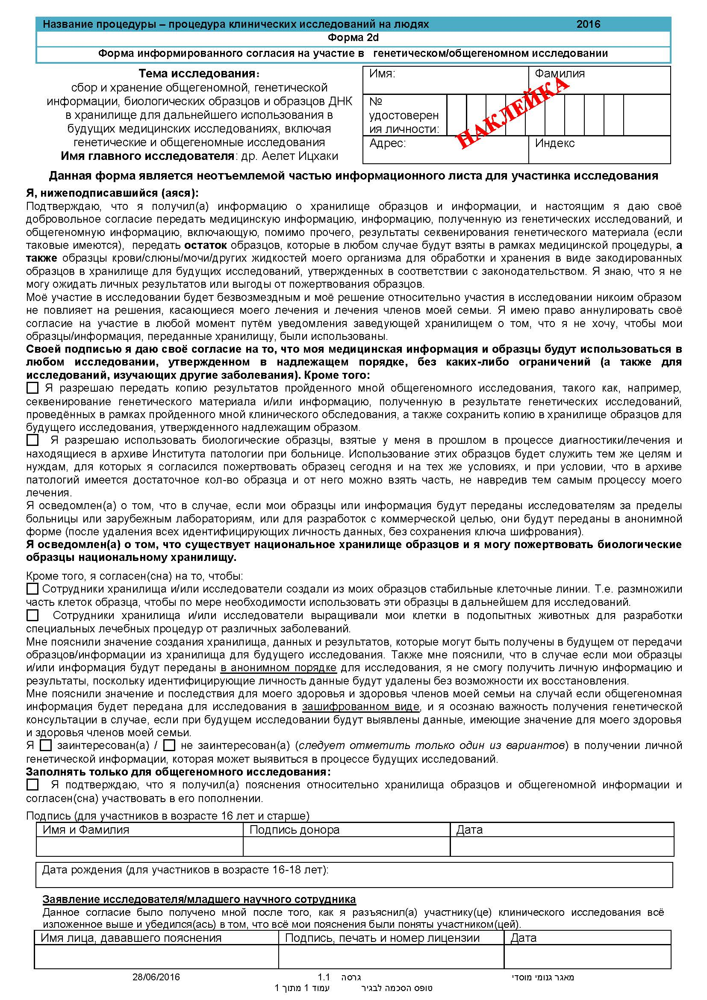 Название процедуры – процедура клинических исследований на людях 2016
Форма 2d
Форма информированного согласия на участие в генетическом/общегеномном исследовании
Тема исследования:
сбор и хранение общегеномной, генетической
информации, биологических образцов и образцов ДНК
в хранилище для дальнейшего использования в
будущих медицинских исследованиях, включая
генетические и общегеномные исследования
Имя главного исследователя: др. Аелет Ицхаки
Имя: Фамилия
№
удостоверен
ия личности:
НАКЛЕЙКА
Адрес: Индекс
Данная форма является неотъемлемой частью информационного листа для участинка исследования
Я, нижеподписавшийся (аяся):
Подтверждаю, что я получил(а) информацию о хранилище образцов и информации, и настоящим я даю своё
добровольное согласие передать медицинскую информацию, информацию, полученную из генетических исследований, и
общегеномную информацию, включающую, помимо прочего, результаты секвенирования генетического материала (если
таковые имеются), передать остаток образцов, которые в любом случае будут взяты в рамках медицинской процедуры, а
также образцы крови/слюны/мочи/других жидкостей моего организма для обработки и хранения в виде закодированных
образцов в хранилище для будущих исследований, утвержденных в соответствии с законодательством. Я знаю, что я не
могу ожидать личных результатов или выгоды от пожертвования образцов.
Моё участие в исследовании будет безвозмездным и моё решение относительно участия в исследовании никоим образом
не повлияет на решения, касающиеся моего лечения и лечения членов моей семьи. Я имею право аннулировать своё
согласие на участие в любой момент путём уведомления заведующей хранилищем о том, что я не хочу, чтобы мои
образцы/информация, переданные хранилищу, были использованы.
Своей подписью я даю своё согласие на то, что моя медицинская информация и образцы будут использоваться в
любом исследовании, утвержденном в надлежащем порядке, без каких-либо ограничений (а также для
исследований, изучающих другие заболевания). Кроме того:
☐ Я разрешаю передать копию результатов пройденного мной общегеномного исследования, такого как, например,
секвенирование генетического материала и/или информацию, полученную в результате генетических исследований,
проведённых в рамках пройденного мной клинического обследования, а также сохранить копию в хранилище образцов для
будущего исследования, утвержденного надлежащим образом.
☐ Я разрешаю использовать биологические образцы, взятые у меня в прошлом в процессе диагностики/лечения и
находящиеся в архиве Института патологии при больнице. Использование этих образцов будет служить тем же целям и
нуждам, для которых я согласился пожертвовать образец сегодня и на тех же условиях, и при условии, что в архиве
патологий имеется достаточное кол-во образца и от него можно взять часть, не навредив тем самым процессу моего
лечения.
Я осведомлен(а) о том, что в случае, если мои образцы или информация будут переданы исследователям за пределы
больницы или зарубежным лабораториям, или для разработок с коммерческой целью, они будут переданы в анонимной
форме (после удаления всех идентифицирующих личность данных, без сохранения ключа шифрования).
Я осведомлен(а) о том, что существует национальное хранилище образцов и я могу пожертвовать биологические
образцы национальному хранилищу.
Кроме того, я согласен(сна) на то, чтобы:
☐ Сотрудники хранилища и/или исследователи создали из моих образцов стабильные клеточные линии. Т.е. размножили
часть клеток образца, чтобы по мере необходимости использовать эти образцы в дальнейшем для исследований.
☐ Сотрудники хранилища и/или исследователи выращивали мои клетки в подопытных животных для разработки
специальных лечебных процедур от различных заболеваний.
Мне пояснили значение создания хранилища, данных и результатов, которые могут быть получены в будущем от передачи
образцов/информации из хранилища для будущего исследования. Также мне пояснили, что в случае если мои образцы
и/или информация будут переданы в анонимном порядке для исследования, я не смогу получить личную информацию и
результаты, поскольку идентифицирующие личность данные будут удалены без возможности их восстановления.
Мне пояснили значение и последствия для моего здоровья и здоровья членов моей семьи на случай если общегеномная
информация будет передана для исследования в зашифрованном виде, и я осознаю важность получения генетической
консультации в случае, если при будущем исследовании будут выявлены данные, имеющие значение для моего здоровья
и здоровья членов моей семьи.
Я ☐ заинтересован(а) / ☐ не заинтересован(а) (следует отметить только один из вариантов) в получении личной
генетической информации, которая может выявиться в процессе будущих исследований.
Заполнять только для общегеномного исследования:
☐ Я подтверждаю, что я получил(а) пояснения относительно хранилища образцов и общегеномной информации и
согласен(сна) участвовать в его пополнении.
Подпись (для участников в возрасте 16 лет и старше)
Имя и Фамилия Подпись донора Дата
Дата рождения (для участников в возрасте 16-18 лет):
Заявление исследователя/младшего научного сотрудника
Данное согласие было получено мной после того, как я разъяснил(а) участнику(це) клинического исследования всё
изложенное выше и убедился(ась) в том, что всё мои пояснения были поняты участником(цей).
Имя лица, дававшего пояснения Подпись, печать и номер лицензии Дата
מאגר גנומי מוסדי גרסה 1.1 28/06/2016
טופס הסכמה לבגיר עמוד 1 מתוך 1